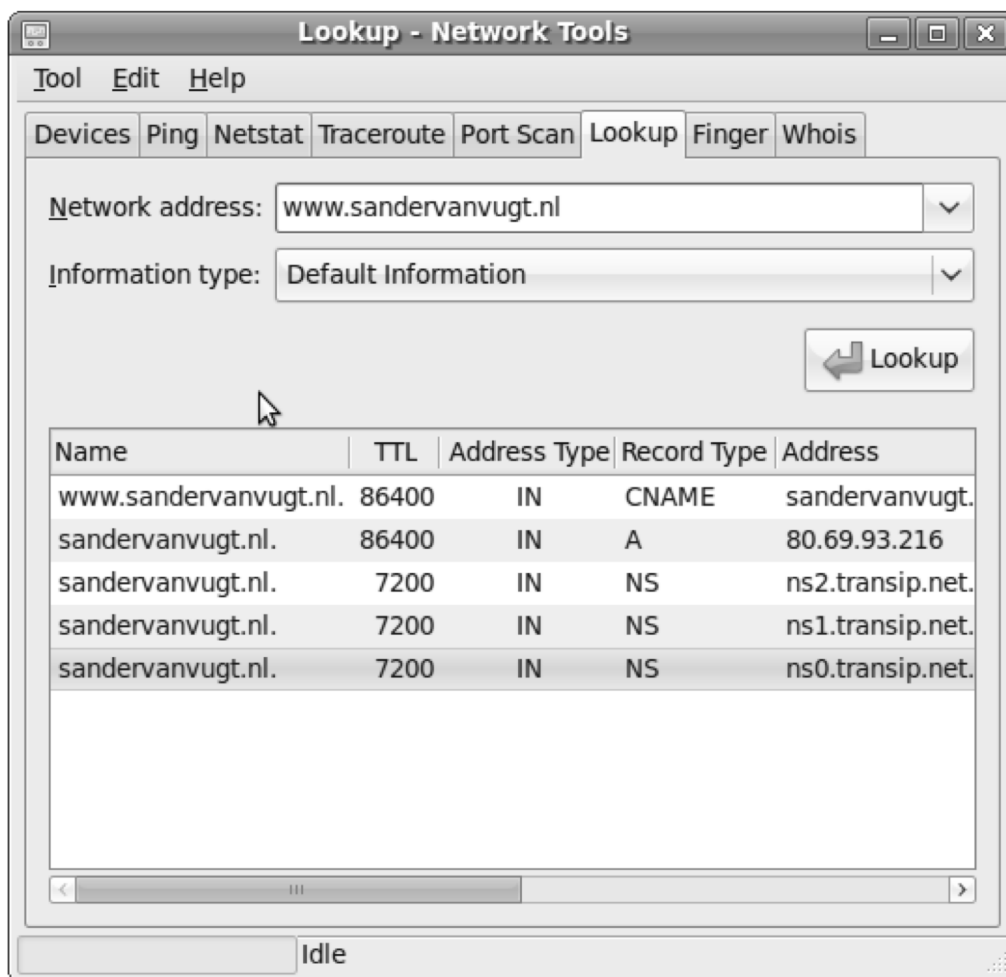 Lookup - Network Tools
Tool Edit Help
Devices Ping Netstat Traceroute Port Scan Lookup Finger Whois
Network address: www.sandervanvugt.nl
Information type: Default Information
Lookup
Name TTL Address Type Record Type Address
www.sandervanvugt.nl. 86400 IN CNAME sandervanvugt.
sandervanvugt.nl. 86400 IN A 80.69.93.216
sandervanvugt.nl. 7200 IN NS ns2.transip.net.
sandervanvugt.nl. 7200 IN NS ns1.transip.net.
sandervanvugt.nl. 7200 IN NS ns0.transip.net.
Idle